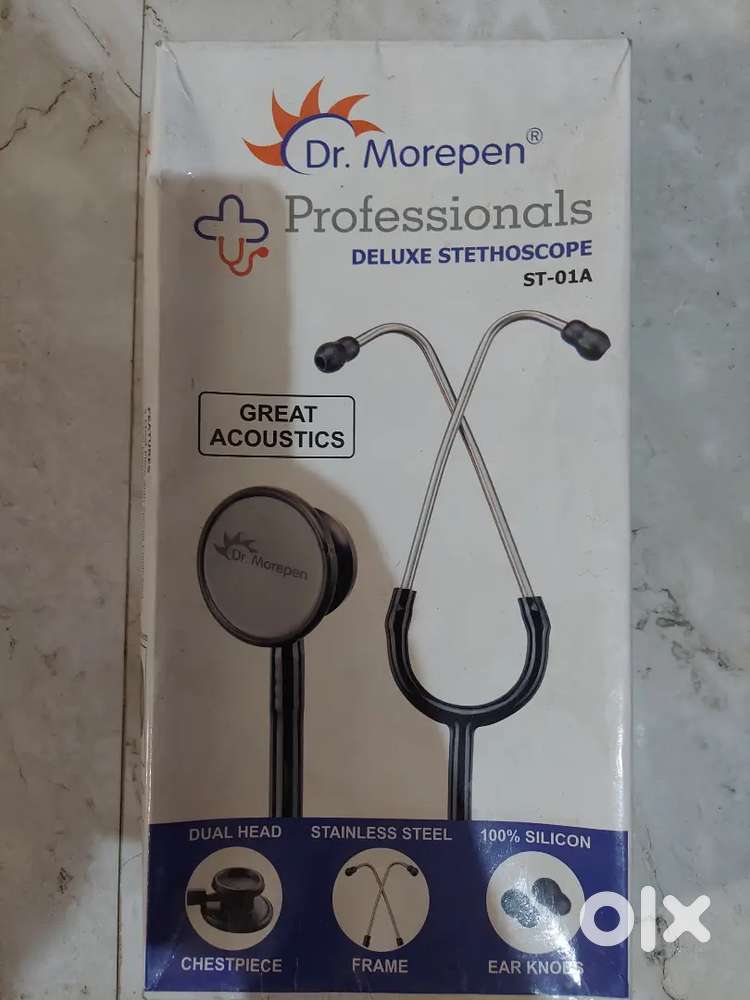 Dr. Morepen®
Professionals
DELUXE STETHOSCOPE
ST-01A
GREAT
ACOUSTICS
Dr. Morepen
FEATURES
DUAL HEAD
CHESTPIECE
STAINLESS STEEL
FRAME
100% SILICON
EAR KNOBS
olx